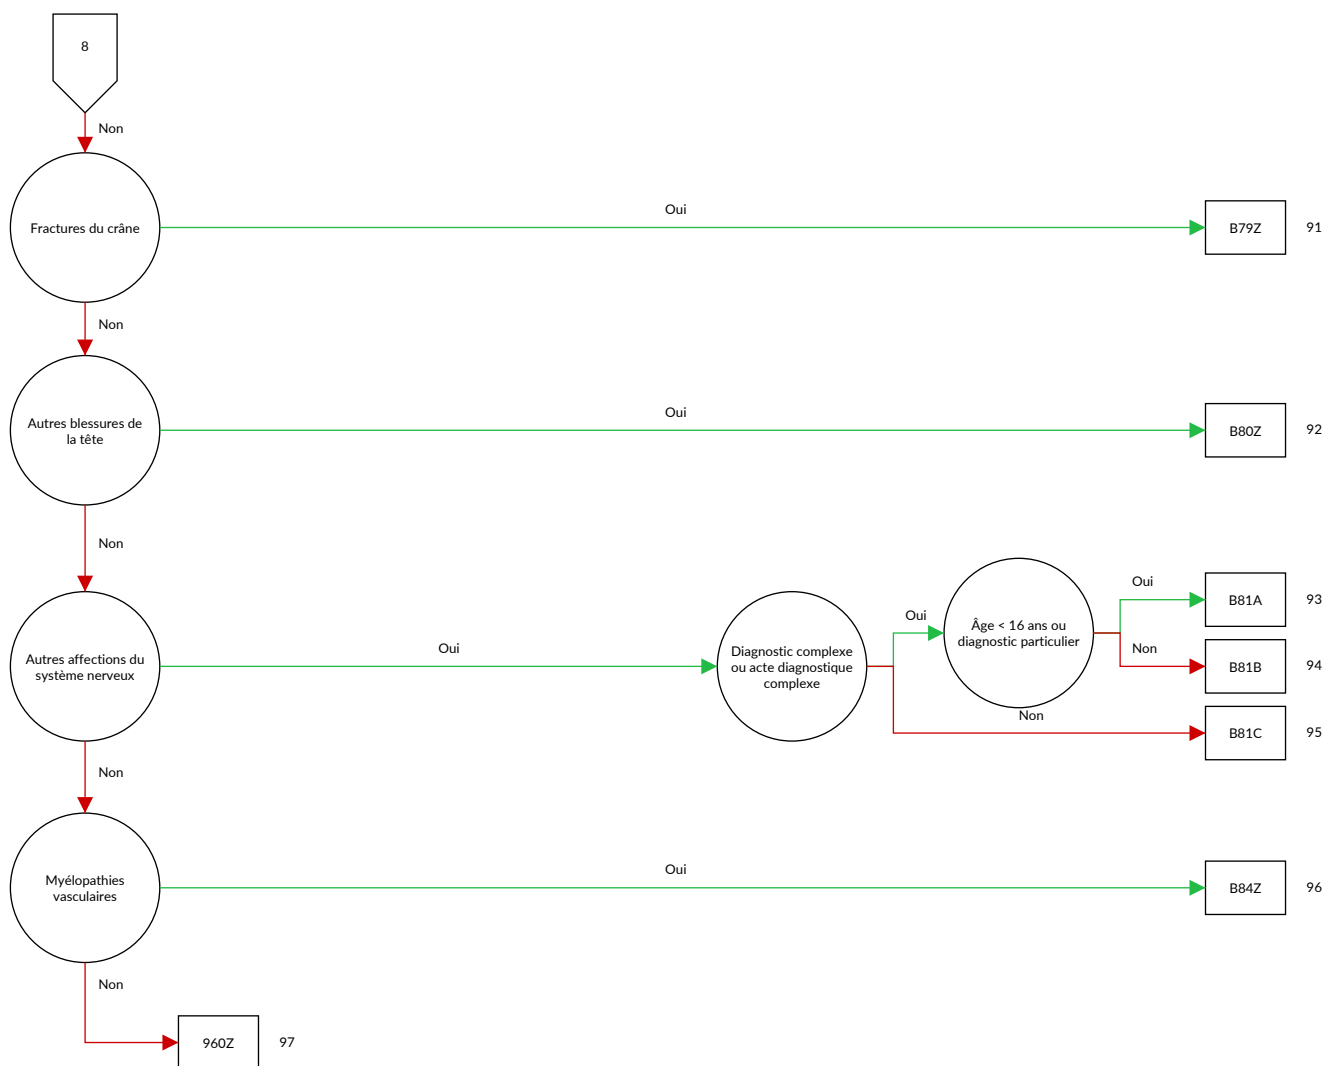 8
Non
Fractures du crâne
Oui
B79Z
91
Non
Autres blessures de
la tête
Oui
B80Z
92
Non
Autres affections du
système nerveux
Oui
Diagnostic complexe
ou acte diagnostique
complexe
Oui
Âge < 16 ans ou
diagnostic particulier
Oui
B81A
93
Non
B81B
94
Non
B81C
95
Non
Myélopathies
vasculaires
Oui
B84Z
96
Non
960Z
97